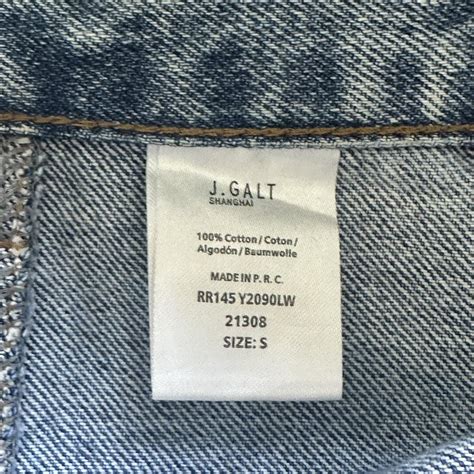 J.GALT
SHANGHAI
100% Cotton / Coton /
Algodón / Baumwolle
MADE IN P. R. C.
RR145 Y2090LW
21308
SIZE: S